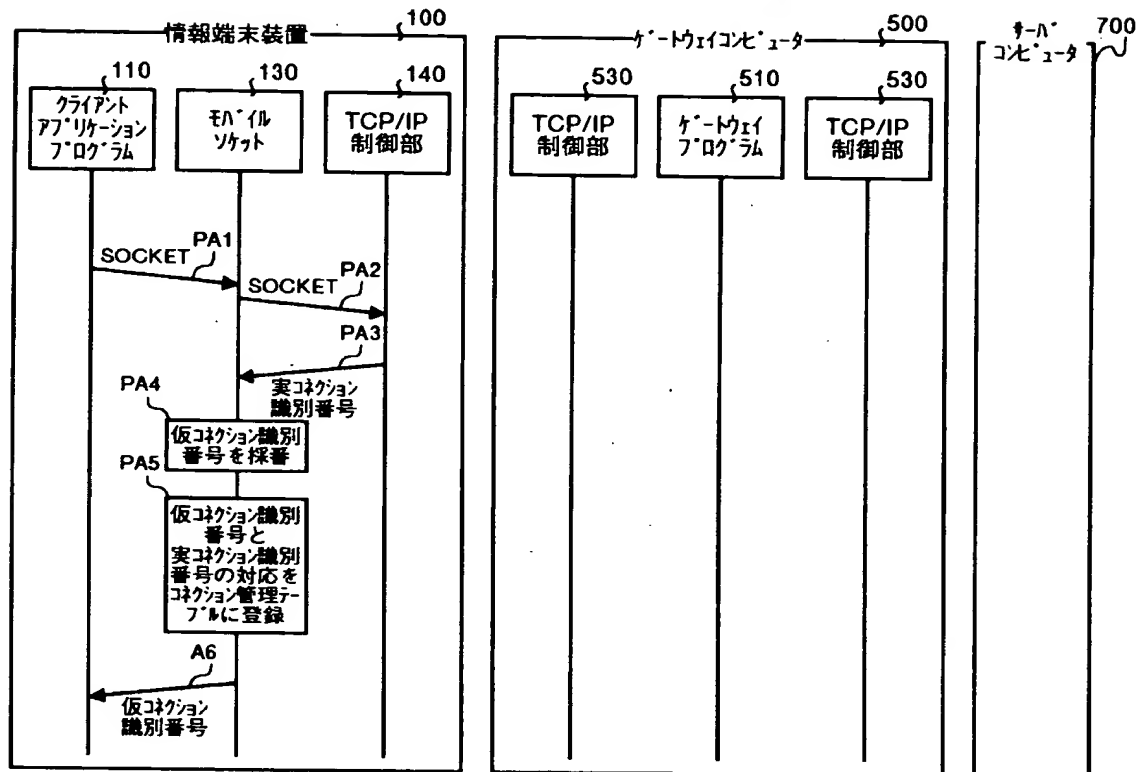 情報端末装置
100
ｹﾞｰﾄｳｪｲｺﾝﾋﾟｭｰﾀ
500
ｻｰﾊﾞ
ｺﾝﾋﾟｭｰﾀ
700
110
130
140
530
510
530
ｸﾗｲｱﾝﾄ
ｱﾌﾟﾘｹｰｼｮﾝ
ﾌﾟﾛｸﾞﾗﾑ
ﾓﾊﾞｲﾙ
ｿｹｯﾄ
TCP/IP
制御部
TCP/IP
制御部
ｹﾞｰﾄｳｪｲ
ﾌﾟﾛｸﾞﾗﾑ
TCP/IP
制御部
SOCKET
PA1
SOCKET
PA2
PA3
実ｺﾈｸｼｮﾝ
識別番号
PA4
仮ｺﾈｸｼｮﾝ識別
番号を採番
PA5
仮ｺﾈｸｼｮﾝ識別
番号と
実ｺﾈｸｼｮﾝ識別
番号の対応を
ｺﾈｸｼｮﾝ管理ﾃｰ
ﾌﾞﾙに登録
A6
仮ｺﾈｸｼｮﾝ
識別番号